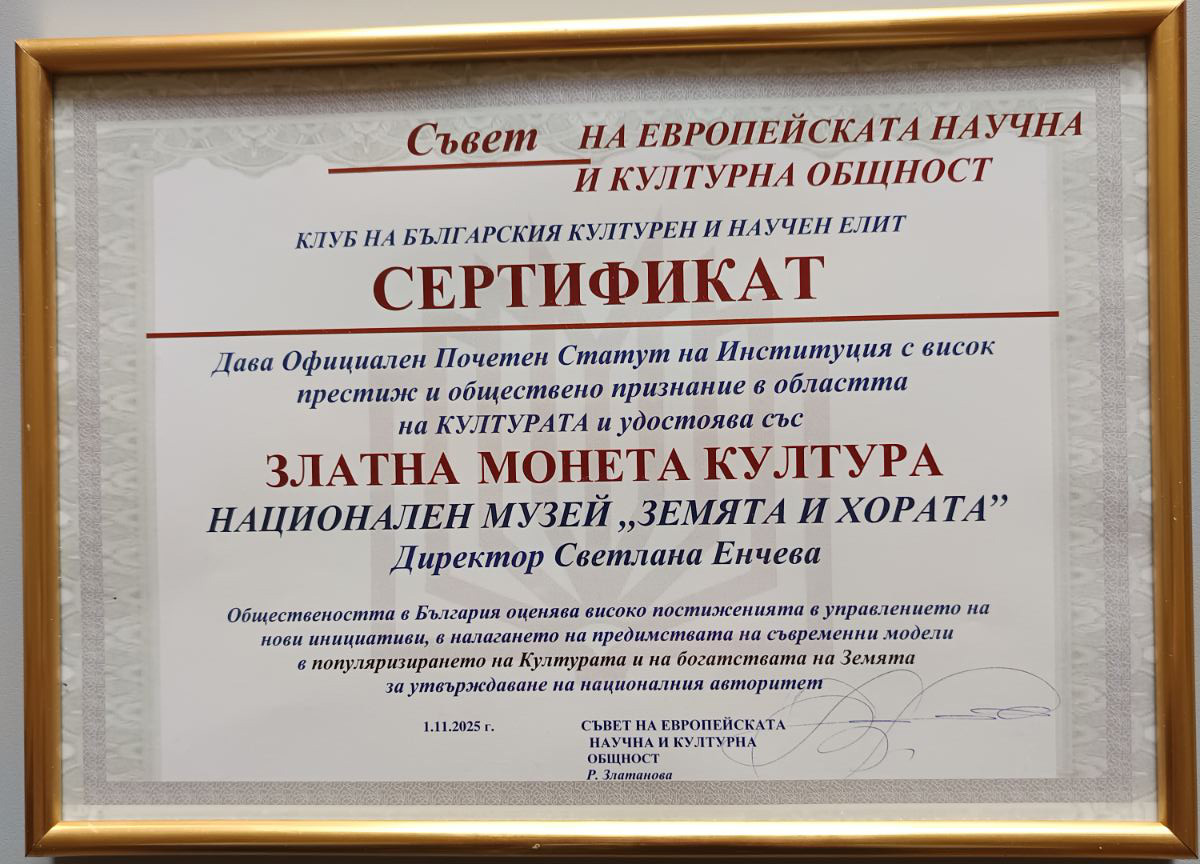 Съвет НА ЕВРОПЕЙСКАТА НАУЧНА
И КУЛТУРНА ОБЩНОСТ
КЛУБ НА БЪЛГАРСКИЯ КУЛТУРЕН И НАУЧЕН ЕЛИТ
СЕРТИФИКАТ
Дава Официален Почетен Статут на Институция с висок
престиж и обществено признание в областта
на КУЛТУРАТА и удостоява със
ЗЛАТНА МОНЕТА КУЛТУРА
НАЦИОНАЛЕН МУЗЕЙ „ЗЕМЯТА И ХОРАТА”
Директор Светлана Енчева
Обществеността в България оценява високо постиженията в управлението на
нови инициативи, в налагането на предимствата на съвременни модели
в популяризирането на Културата и на богатствата на Земята
за утвърждаване на националния авторитет
1.11.2025 г. СЪВЕТ НА ЕВРОПЕЙСКАТА
НАУЧНА И КУЛТУРНА
ОБЩНОСТ
Р. Златанова